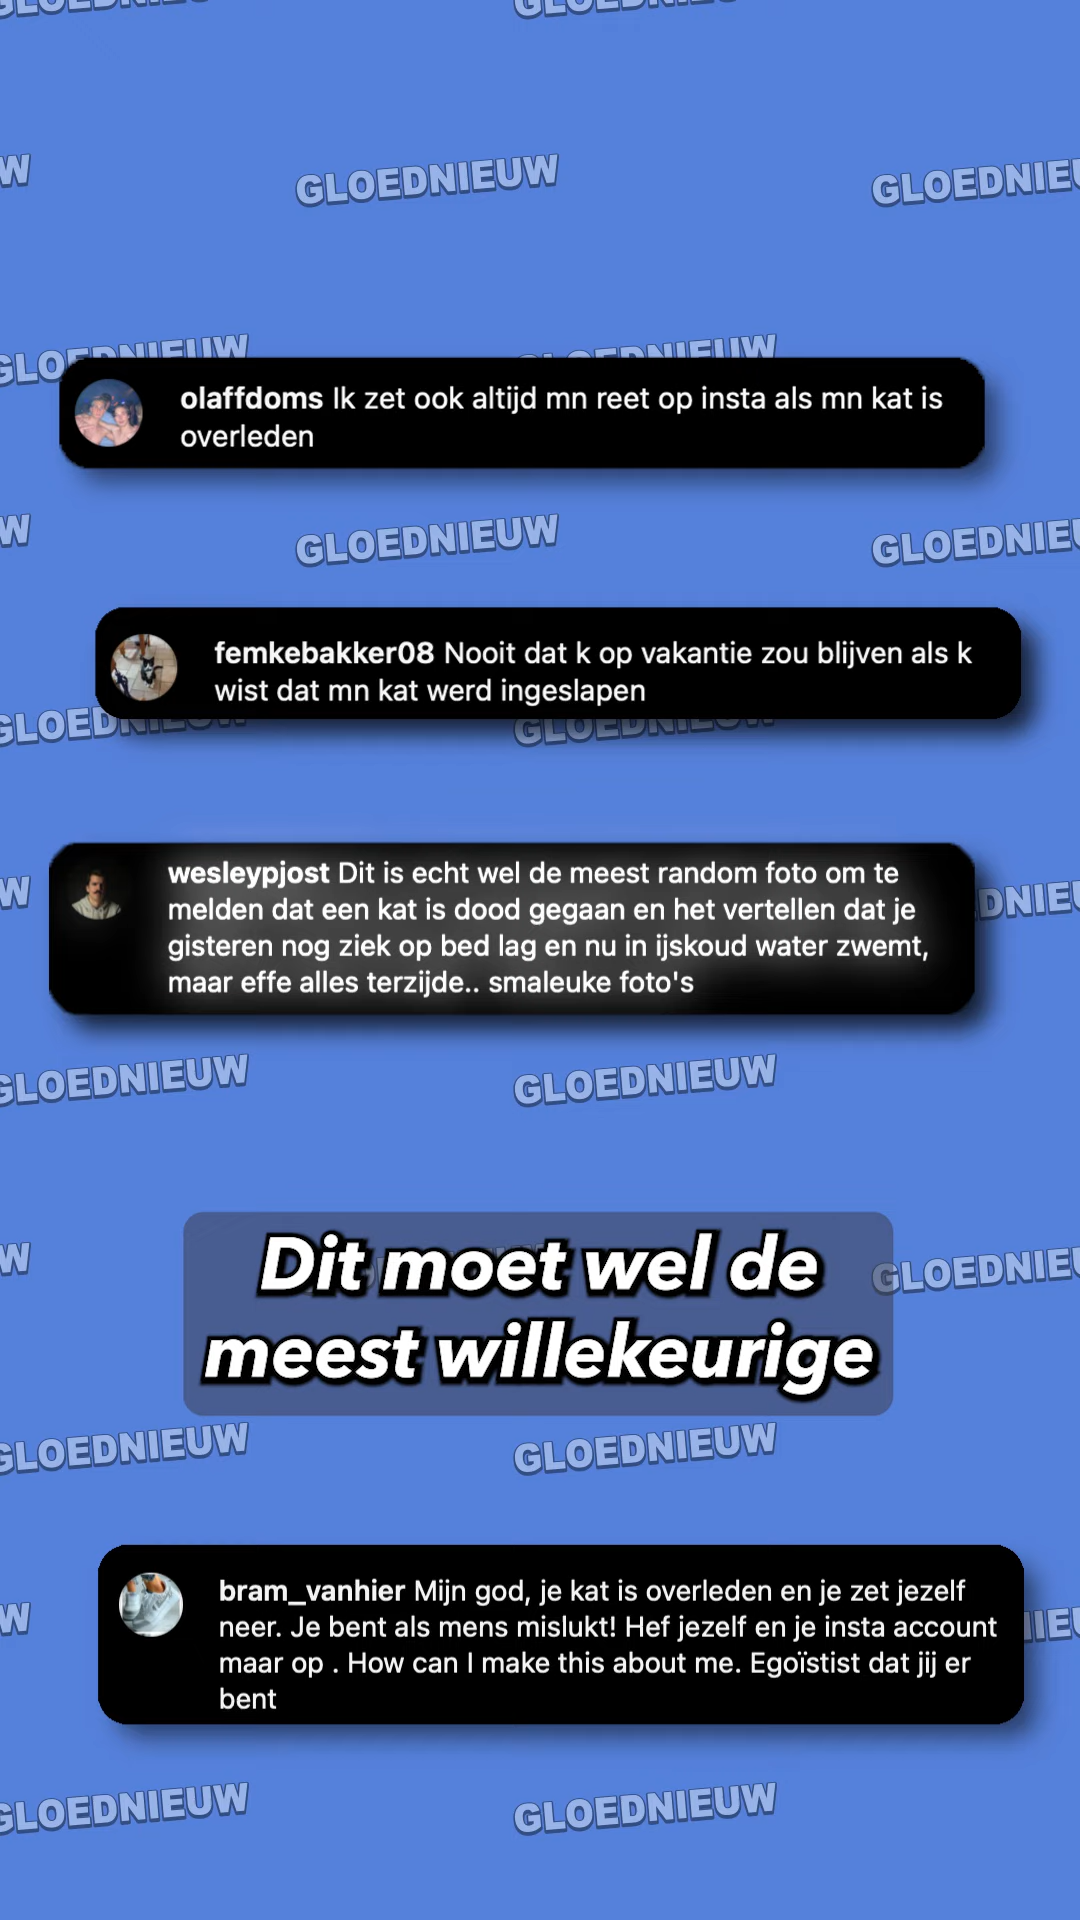 GLOEDNIEUW
GLOEDNIEUW
olaffdoms Ik zet ook altijd mn reet op insta als mn kat is
overleden
GLOEDNIEUW
femkebakker08 Nooit dat k op vakantie zou blijven als k
wist dat mn kat werd ingeslapen
wesleypjost Dit is echt wel de meest random foto om te
melden dat een kat is dood gegaan en het vertellen dat je
gisteren nog ziek op bed lag en nu in ijskoud water zwemt,
maar effe alles terzijde.. smaleuke foto's
GLOEDNIEUW GLOEDNIEUW
Dit moet wel de
meest willekeurige
GLOEDNIEUW GLOEDNIEUW
bram_vanhier Mijn god, je kat is overleden en je zet jezelf
neer. Je bent als mens mislukt! Hef jezelf en je insta account
maar op . How can I make this about me. Egoïstist dat jij er
bent
GLOEDNIEUW GLOEDNIEUW